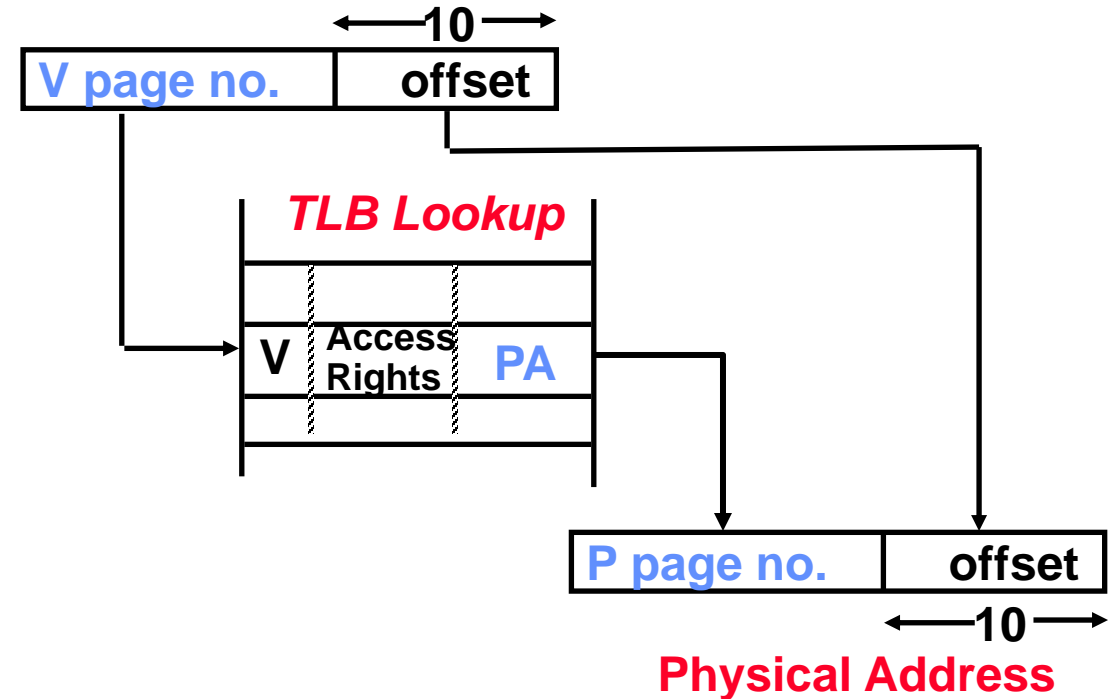 10
V page no. offset
TLB Lookup
V Access Rights PA
P page no. offset
10
Physical Address